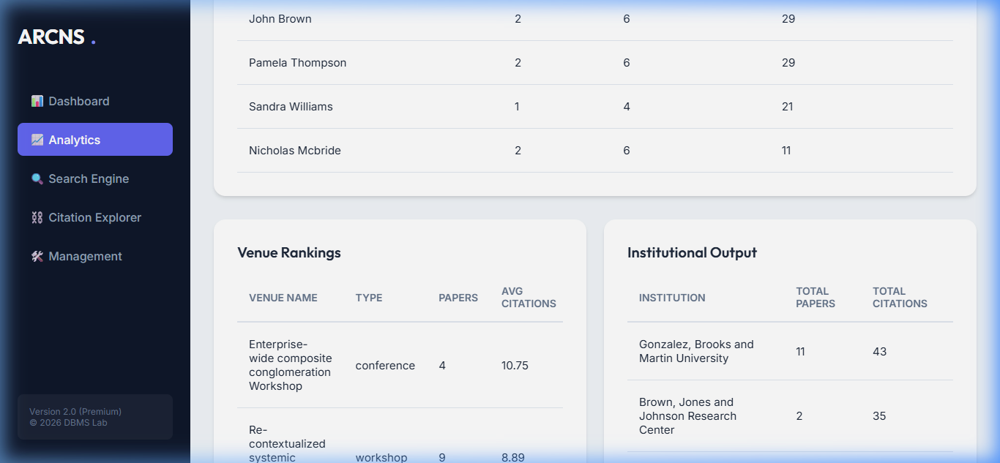 ARCNS .
Dashboard
Analytics
Search Engine
Citation Explorer
Management
Version 2.0 (Premium)
© 2026 DBMS Lab
John Brown 2 6 29
Pamela Thompson 2 6 29
Sandra Williams 1 4 21
Nicholas Mcbride 2 6 11
Venue Rankings
VENUE NAME TYPE PAPERS AVG
CITATIONS
Enterprise-
wide composite
conglomeration
Workshop
conference 4 10.75
Re-
contextualized
systemic
workshop 9 8.89
Institutional Output
INSTITUTION TOTAL
PAPERS
TOTAL
CITATIONS
Gonzalez, Brooks and
Martin University
11 43
Brown, Jones and
Johnson Research
Center
2 35